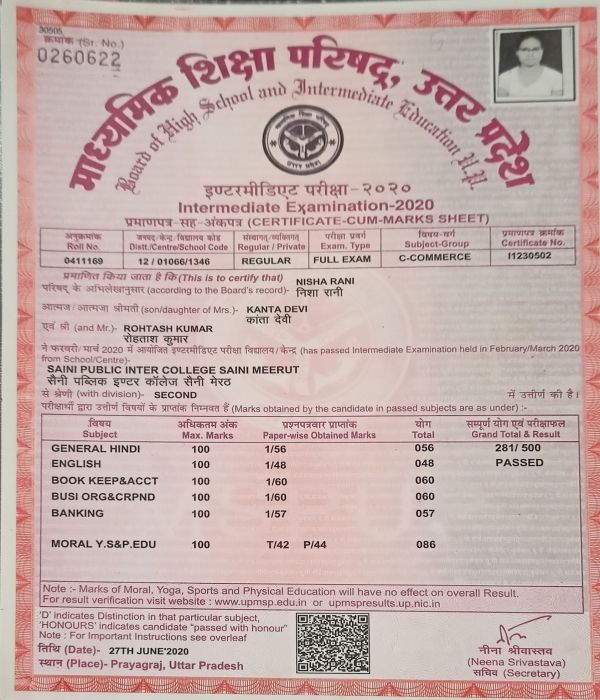 30505
क्रमांक (Sr. No.)
0260622
माध्यमिक शिक्षा परिषद्, उत्तर प्रदेश
Board of High School and Intermediate Education U.P.
इण्टरमीडिएट परीक्षा-२०२०
Intermediate Examination-2020
प्रमाणपत्र-सह-अंकपत्र (CERTIFICATE-CUM-MARKS SHEET)
अनुक्रमांक जनपद/केन्द्र/विद्यालय कोड संस्थागत/व्यक्तिगत परीक्षा प्रवर्ग विषय-वर्ग प्रमाणपत्र क्रमांक
Roll No. Distt./Centre/School Code Regular / Private Exam. Type Subject-Group Certificate No.
0411169 12 / 01066/1346 REGULAR FULL EXAM C-COMMERCE I1230502
प्रमाणित किया जाता है कि (This is to certify that) NISHA RANI
परिषद् के अभिलेखानुसार (according to the Board's record)- निशा रानी
आत्मज/आत्मजा श्रीमती (son/daughter of Mrs.)- KANTA DEVI
कांता देवी
एवं श्री (and Mr.)- ROHTASH KUMAR
रोहताश कुमार
ने फरवरी/मार्च 2020 में आयोजित इण्टरमीडिएट परीक्षा विद्यालय/केन्द्र (has passed Intermediate Examination held in February/March 2020
from School/Centre)-
SAINI PUBLIC INTER COLLEGE SAINI MEERUT
सैनी पब्लिक इण्टर कॉलेज सैनी मेरठ
से श्रेणी (with division)- SECOND में उत्तीर्ण की है।
परीक्षार्थी द्वारा उत्तीर्ण विषयों के प्राप्तांक निम्नवत हैं (Marks obtained by the candidate in passed subjects are as under) :-
विषय अधिकतम अंक प्रश्नपत्रवार प्राप्तांक योग सम्पूर्ण योग एवं परीक्षाफल
Subject Max. Marks Paper-wise Obtained Marks Total Grand Total & Result
GENERAL HINDI 100 1/56 056 281/ 500
ENGLISH 100 1/48 048 PASSED
BOOK KEEP&ACCT 100 1/60 060
BUSI ORG&CRPND 100 1/60 060
BANKING 100 1/57 057
MORAL Y.S&P.EDU 100 T/42 P/44 086
Note :- Marks of Moral, Yoga, Sports and Physical Education will have no effect on overall Result.
For result verification visit website : www.upmsp.edu.in or upmspresults.up.nic.in
'D' indicates Distinction in that particular subject,
'HONOURS' indicates candidate "passed with honour"
Note : For Important Instructions see overleaf
तिथि (Date)- 27TH JUNE'2020
स्थान (Place)- Prayagraj, Uttar Pradesh
नीना श्रीवास्तव
(Neena Srivastava)
सचिव (Secretary)